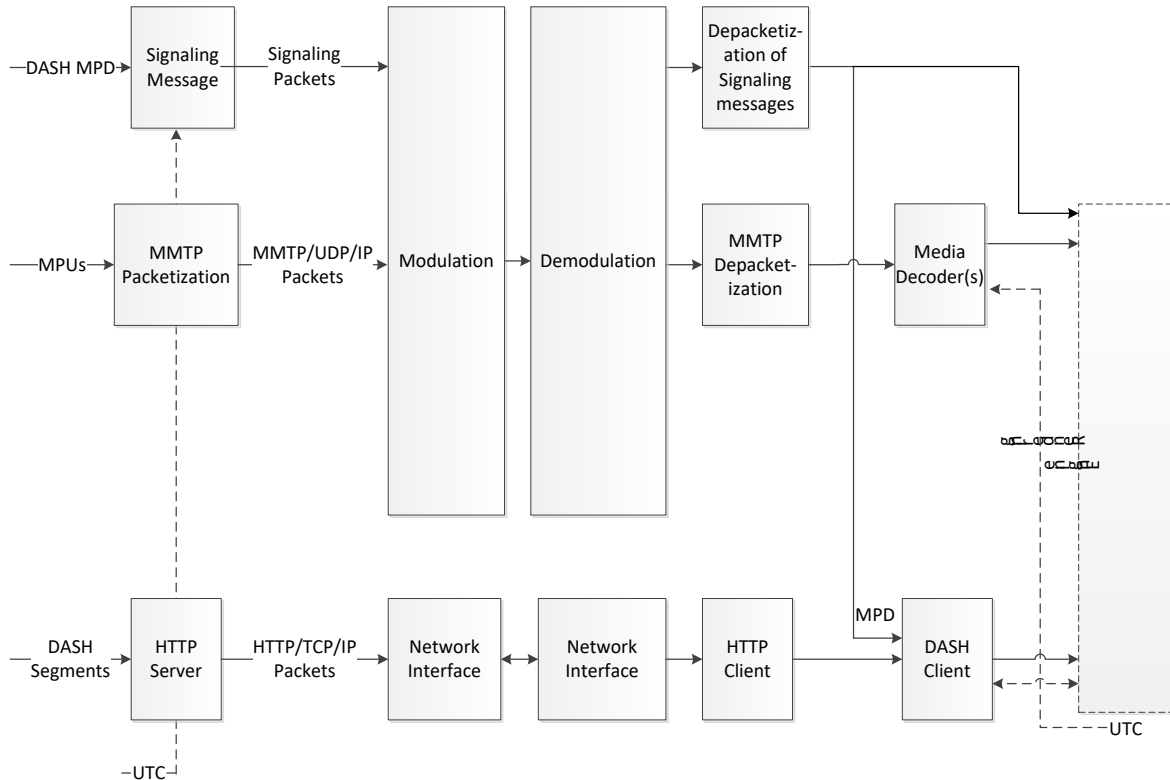 DASH MPD
Signaling
Message
Signaling
Packets
Depacketiz-
ation of
Signaling
messages
MPUs
MMTP
Packetization
MMTP/UDP/IP
Packets
Modulation
Demodulation
MMTP
Depacket-
ization
Media
Decoder(s)
MPD
DASH
Segments
HTTP
Server
HTTP/TCP/IP
Packets
Network
Interface
Network
Interface
HTTP
Client
DASH
Client
UTC
UTC